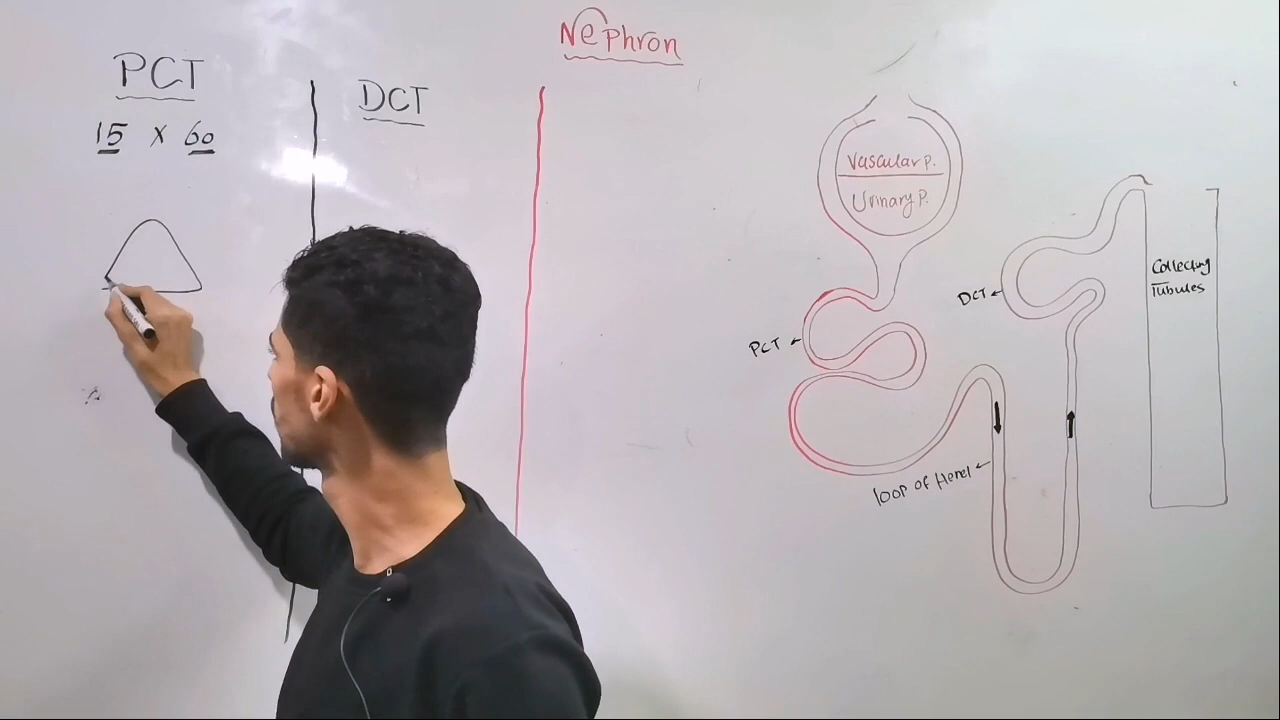 Nephron
PCT
15 x 60
DCT
Vascular P.
Urinary P.
PCT
DCT
Collecting
Tubules
loop of Henel